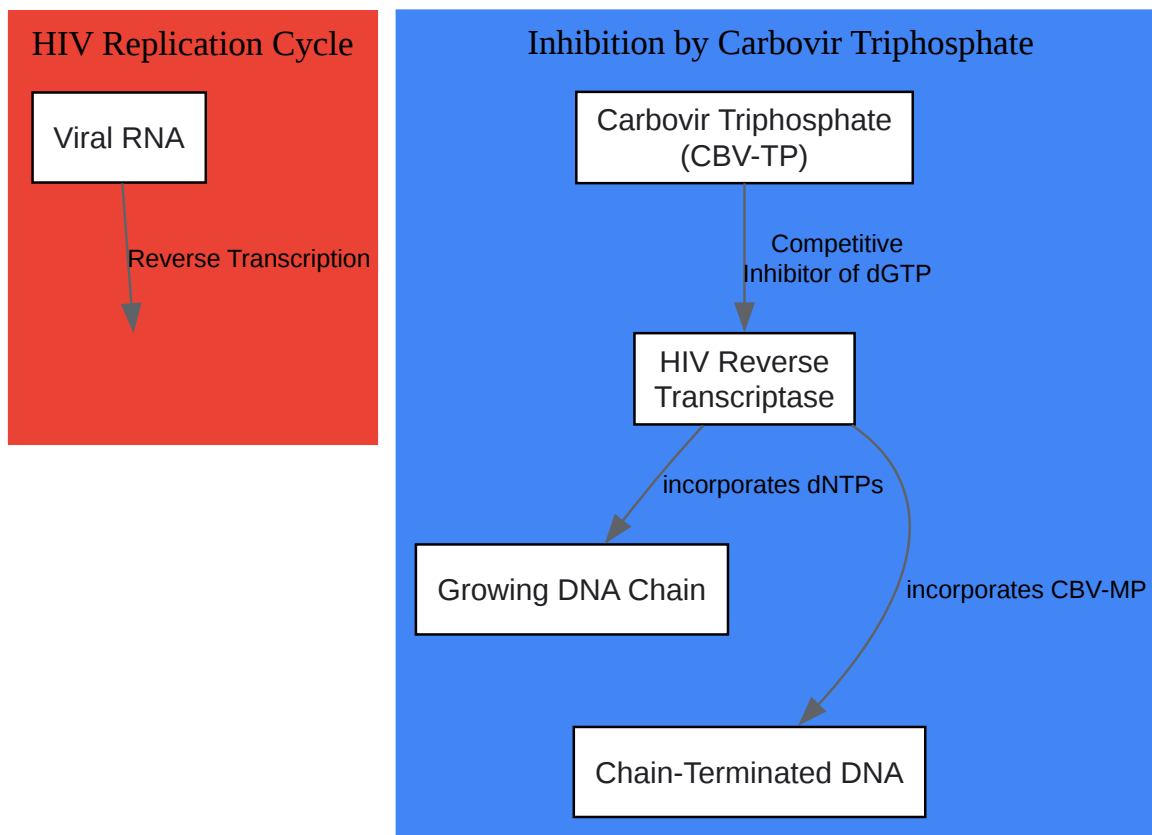 HIV Replication Cycle
Viral RNA
Reverse Transcription
Inhibition by Carbovir Triphosphate
Carbovir Triphosphate
(CBV-TP)
Competitive
Inhibitor of dGTP
HIV Reverse
Transcriptase
incorporates dNTPs
Growing DNA Chain
incorporates CBV-MP
Chain-Terminated DNA